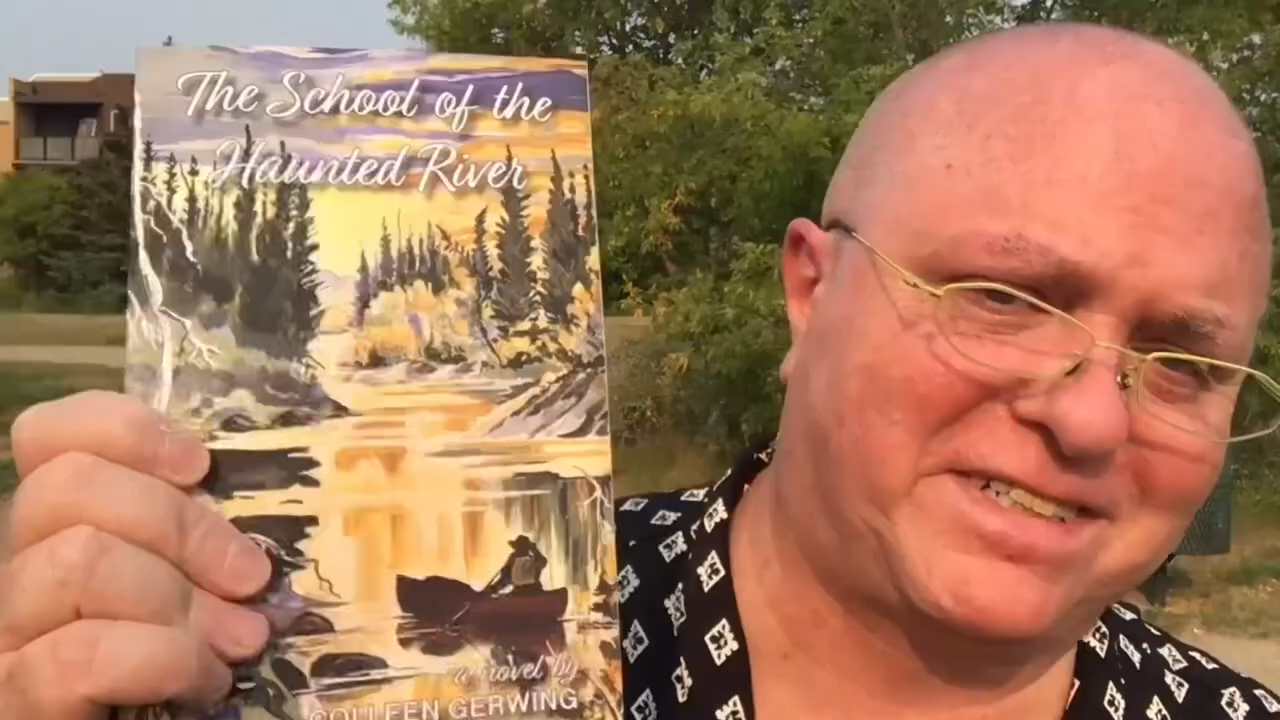 The School of the
Haunted River
a novel by
COLLEEN GERWING